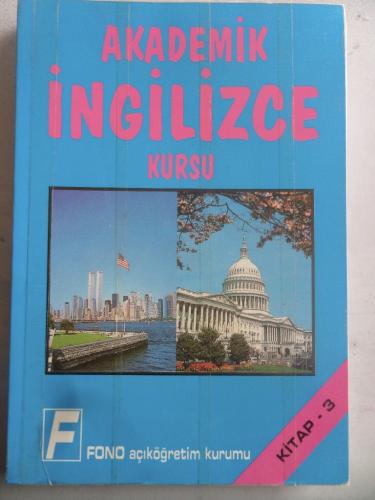 AKADEMİK
İNGİLİZCE
KURSU
KİTAP - 3
F FONO açıköğretim kurumu